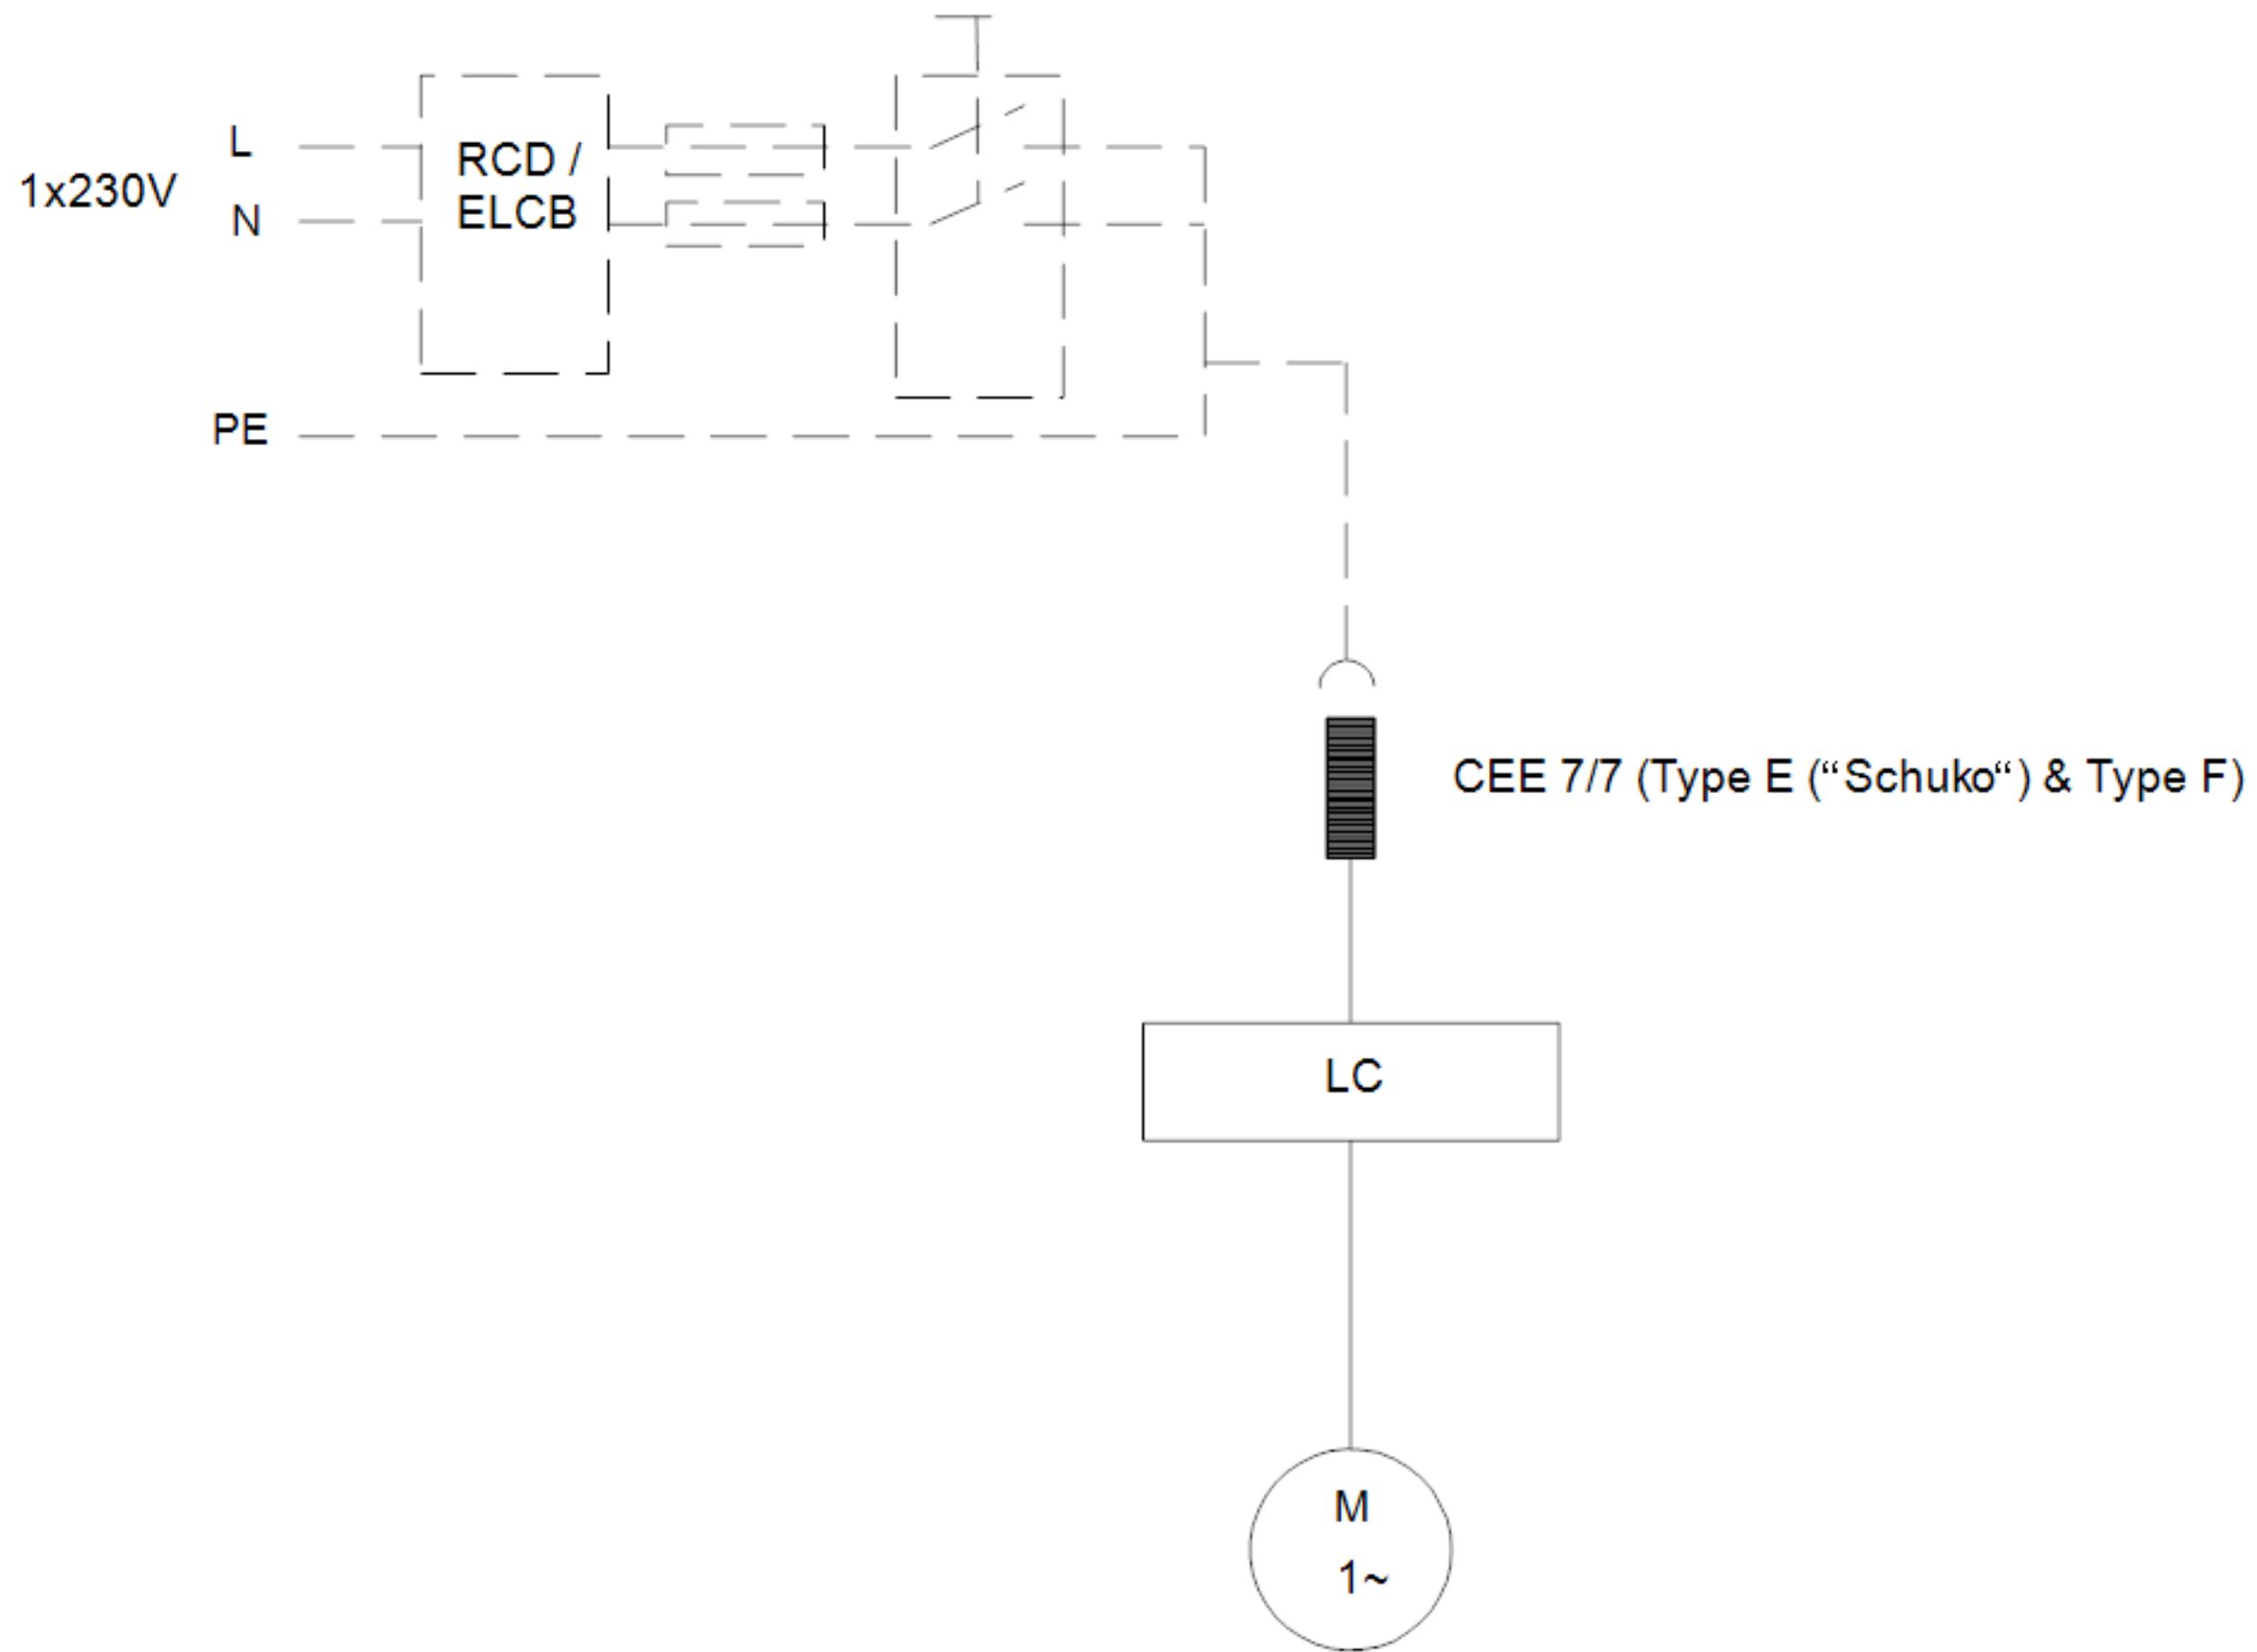 L
1x230V
N
RCD /
ELCB
PE
CEE 7/7 (Type E (“Schuko“) & Type F)
LC
M
1~